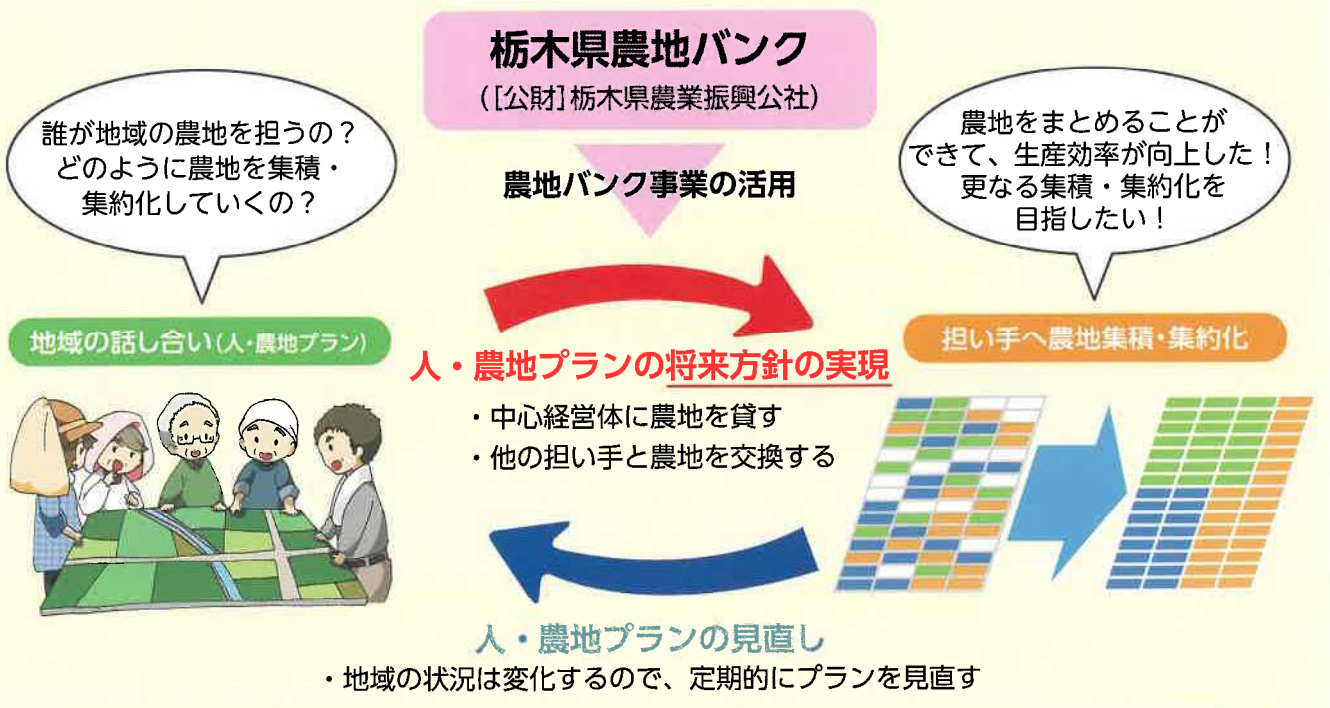 栃木県農地バンク
（[公財]栃木県農業振興公社）
農地バンク事業の活用
誰が地域の農地を担うの？
どのように農地を集積・
集約化していくの？
農地をまとめることが
できて、生産効率が向上した！
更なる集積・集約化を
目指したい！
地域の話し合い(人・農地プラン)
担い手へ農地集積・集約化
人・農地プランの将来方針の実現
・中心経営体に農地を貸す
・他の担い手と農地を交換する
人・農地プランの見直し
・地域の状況は変化するので、定期的にプランを見直す